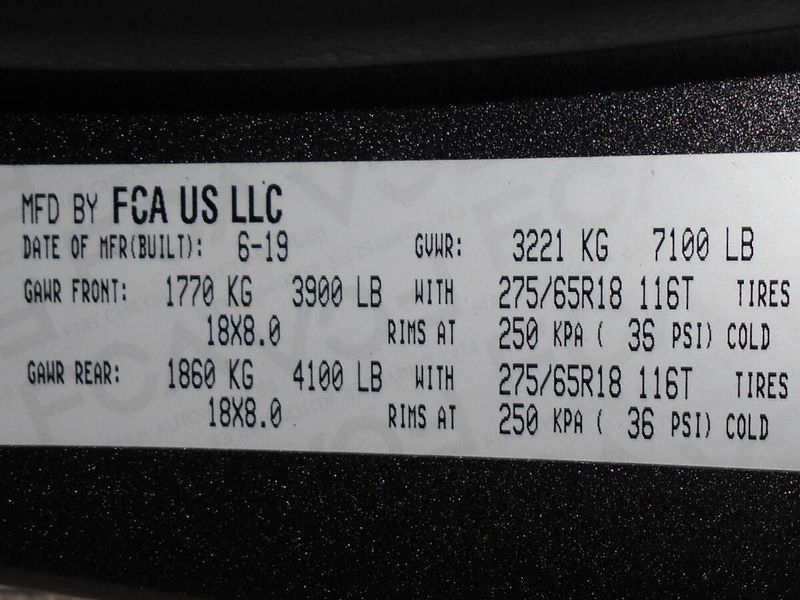 MFD BY FCA US LLC
DATE OF MFR(BUILT): 6-19 GVWR: 3221 KG 7100 LB
GAWR FRONT: 1770 KG 3900 LB WITH 275/65R18 116T TIRES
18X8.0 RIMS AT 250 KPA ( 36 PSI) COLD
GAWR REAR: 1860 KG 4100 LB WITH 275/65R18 116T TIRES
18X8.0 RIMS AT 250 KPA ( 36 PSI) COLD